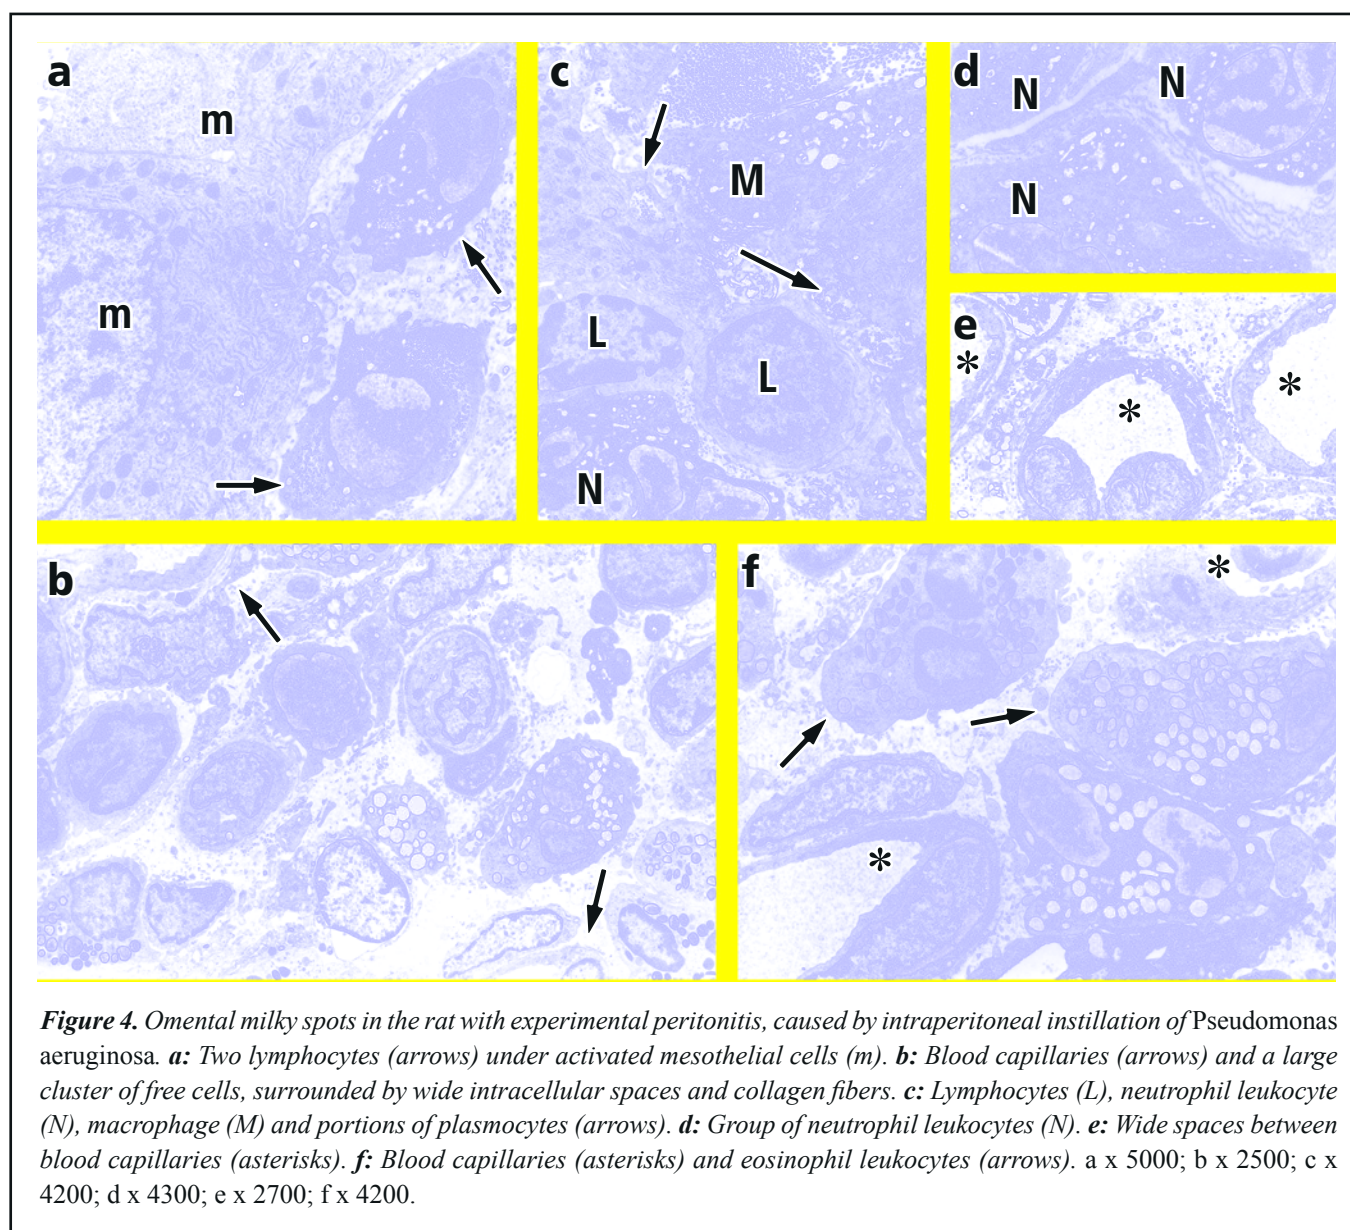 a
m
m
c
M
L
L
N
d
N
N
N
e
*
*
*
b
f
*
*
Figure 4. Omental milky spots in the rat with experimental peritonitis, caused by intraperitoneal instillation of Pseudomonas
aeruginosa. a: Two lymphocytes (arrows) under activated mesothelial cells (m). b: Blood capillaries (arrows) and a large
cluster of free cells, surrounded by wide intracellular spaces and collagen fibers. c: Lymphocytes (L), neutrophil leukocyte
(N), macrophage (M) and portions of plasmocytes (arrows). d: Group of neutrophil leukocytes (N). e: Wide spaces between
blood capillaries (asterisks). f: Blood capillaries (asterisks) and eosinophil leukocytes (arrows). a x 5000; b x 2500; c x
4200; d x 4300; e x 2700; f x 4200.